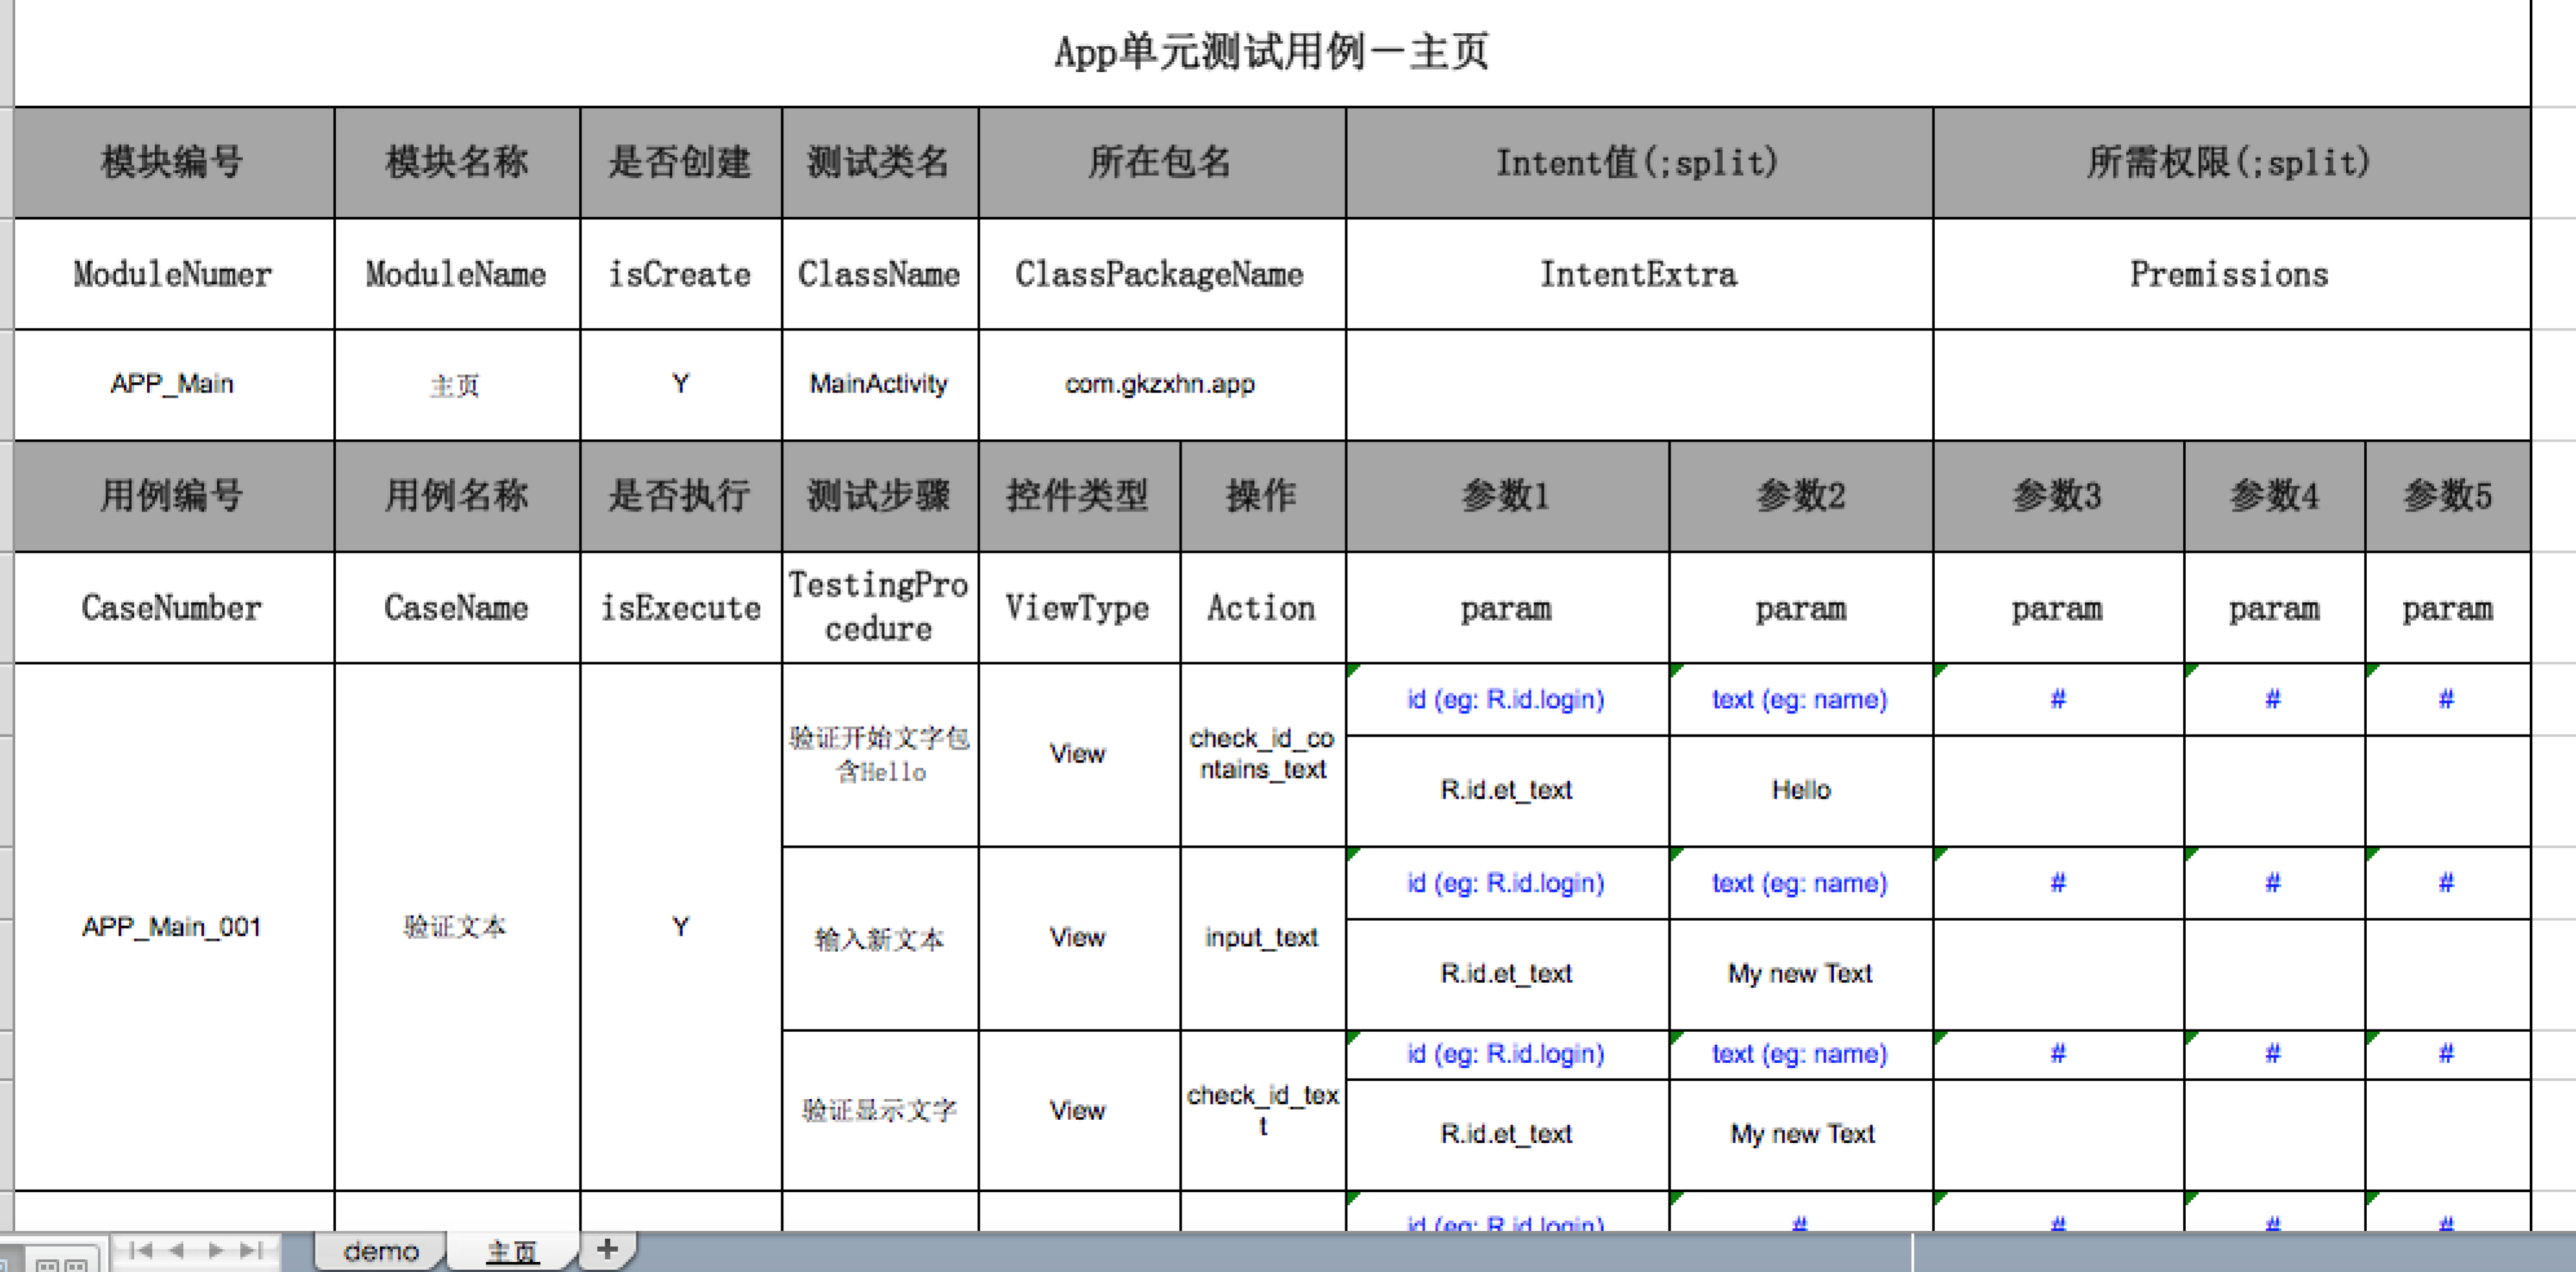 App单元测试用例－主页
模块编号 模块名称 是否创建 测试类名 所在包名 Intent值(;split) 所需权限(;split)
ModuleNumer ModuleName isCreate ClassName ClassPackageName IntentExtra Premissions
APP_Main 主页 Y MainActivity com.gkzxhn.app
用例编号 用例名称 是否执行 测试步骤 控件类型 操作 参数1 参数2 参数3 参数4 参数5
CaseNumber CaseName isExecute TestingPro
cedure ViewType Action param param param param param
APP_Main_001 验证文本 Y
验证开始文字包
含Hello
View
check_id_co
ntains_text
id (eg: R.id.login) text (eg: name) # # #
R.id.et_text Hello
输入新文本
View
input_text
id (eg: R.id.login) text (eg: name) # # #
R.id.et_text My new Text
验证显示文字
View
check_id_tex
t
id (eg: R.id.login) text (eg: name) # # #
R.id.et_text My new Text
id (eg: R.id.login) # # # #
demo 主页 +